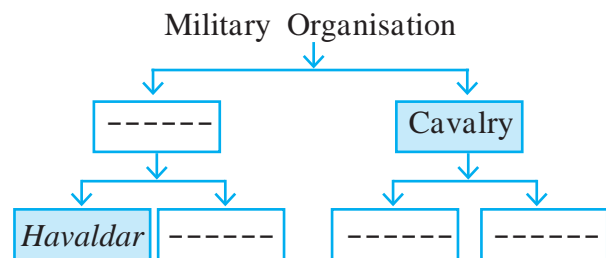 Military Organisation
------ Cavalry
Havaldar ------ ------ ------